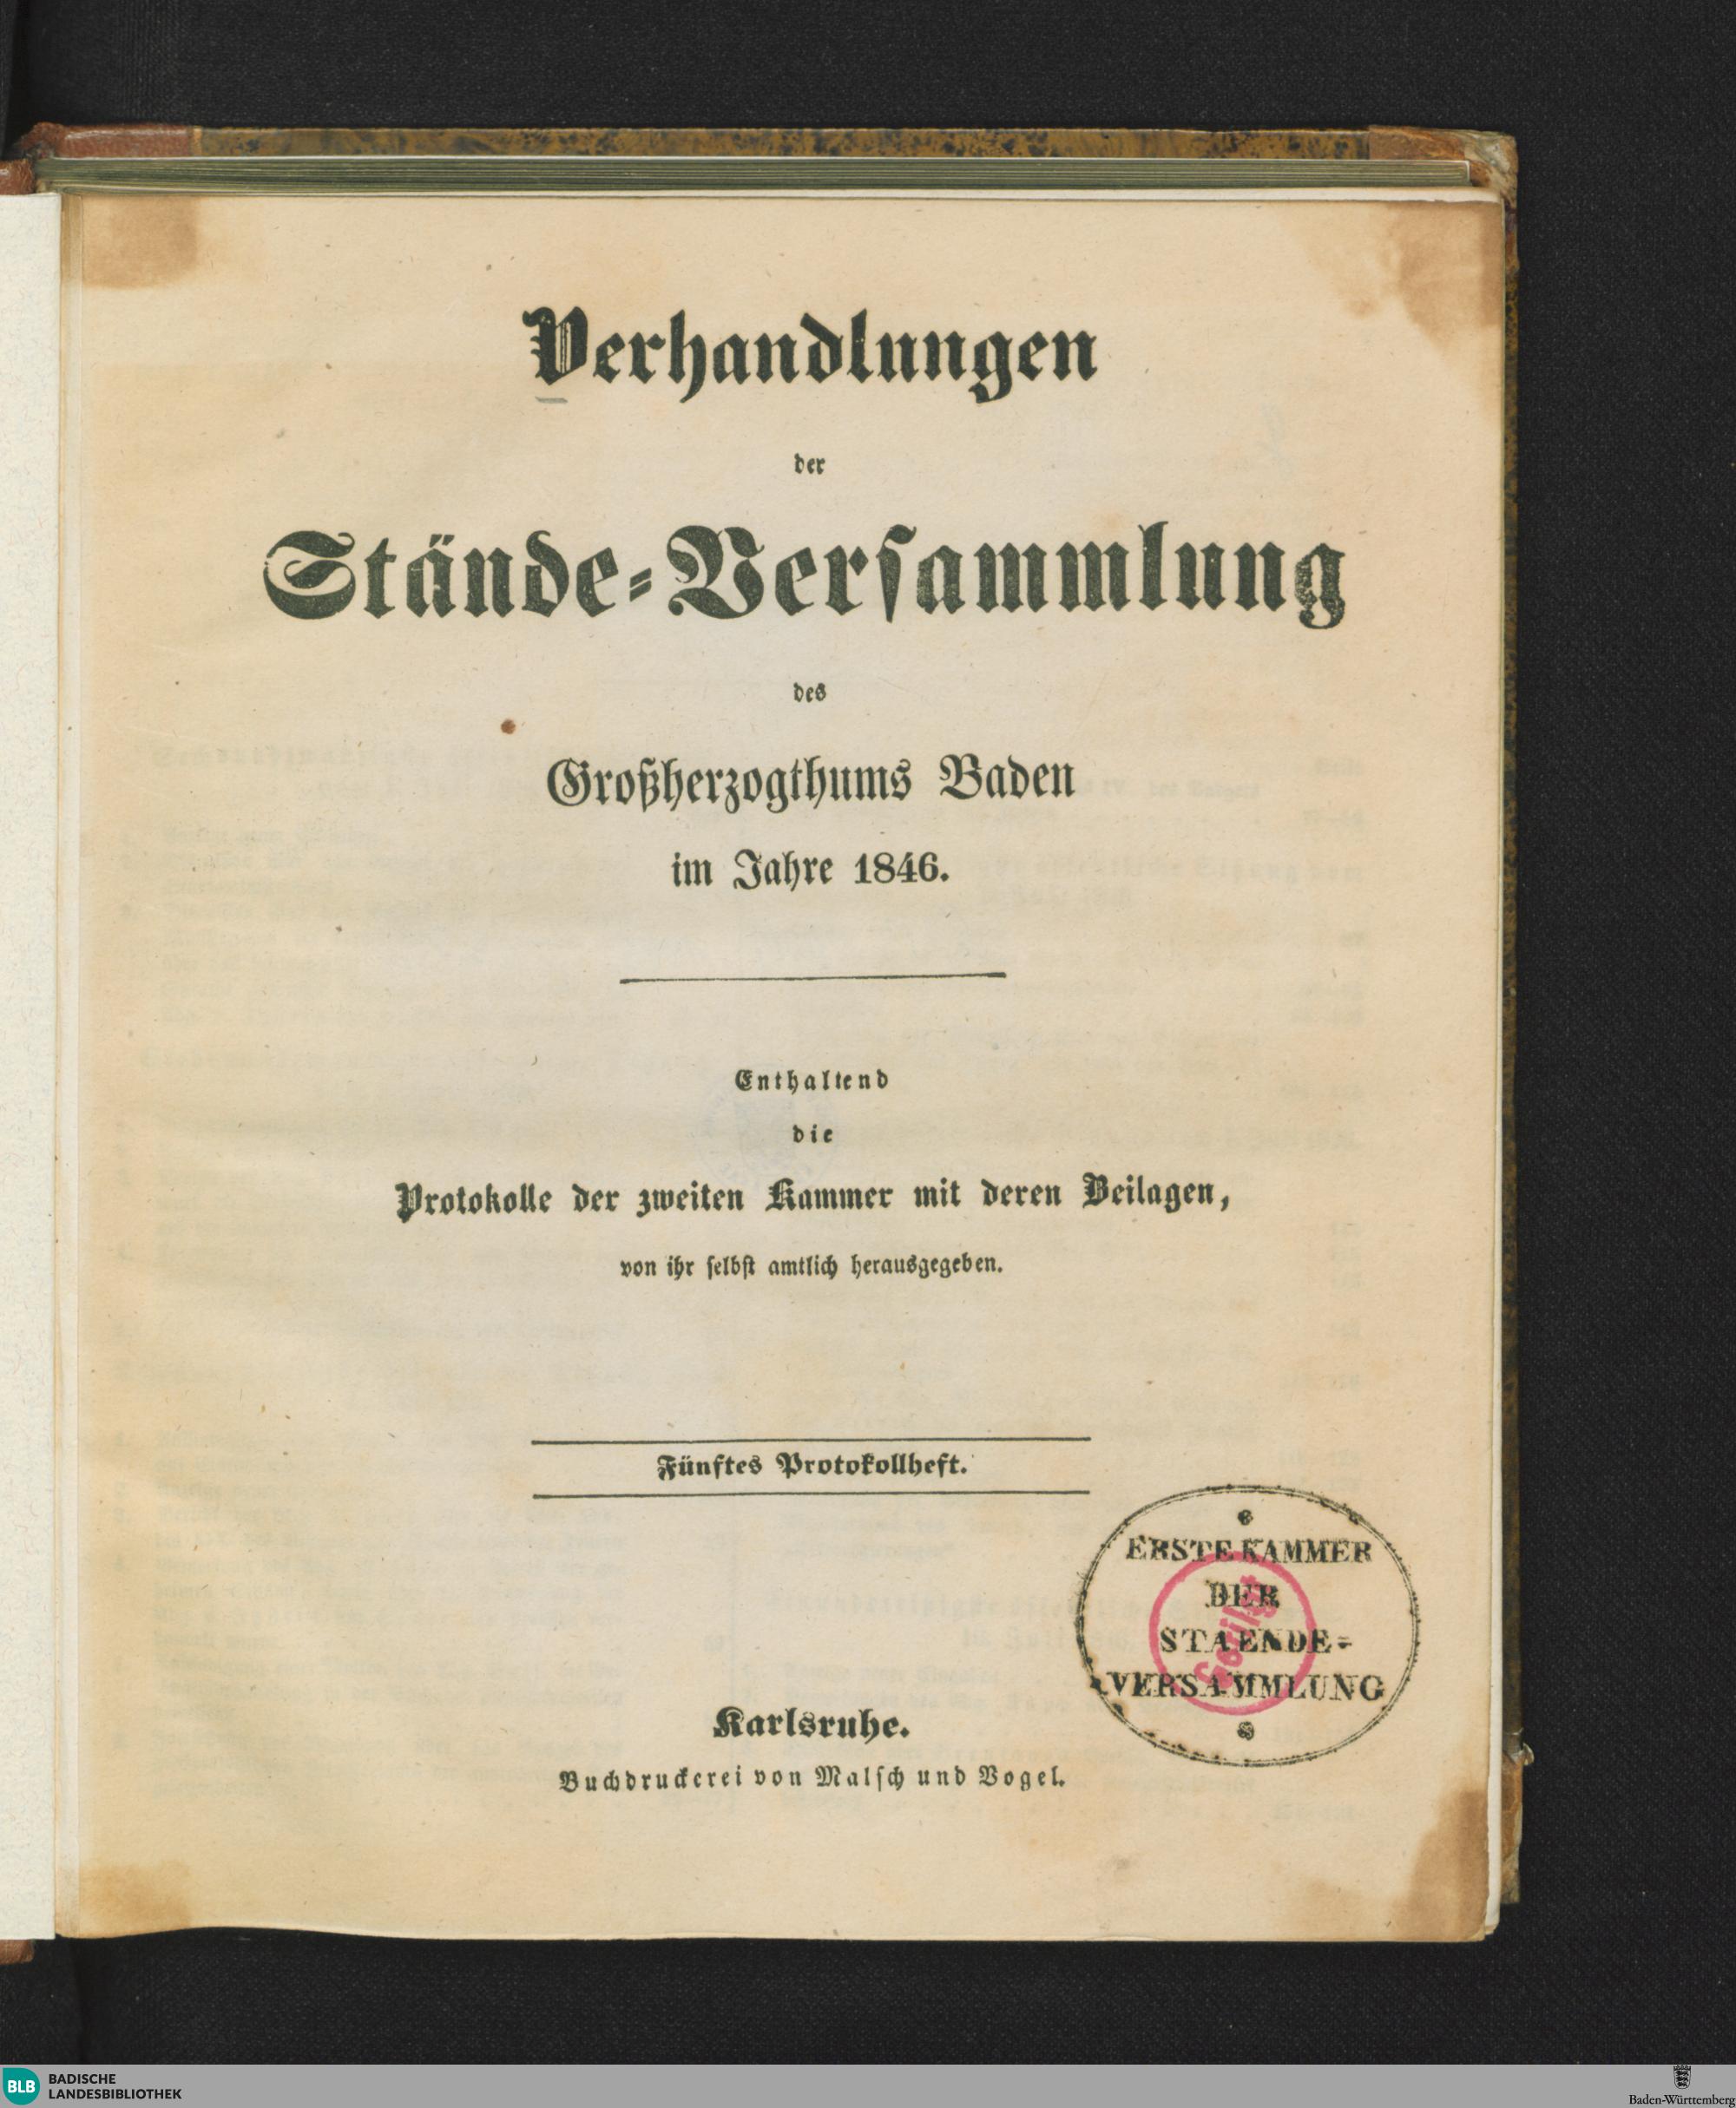 Verhandlungen
der
Stände-Versammlung
des
Großherzogthums Baden
im Jahre 1846.
Enthaltend
die
Protokolle der zweiten Kammer mit deren Beilagen,
von ihr selbst amtlich herausgegeben.
Fünftes Protokollheft.
ERSTE KAMMER
DER
STAENDE=
VERSAMMLUNG
Getilgt
Karlsruhe.
Buchdruckerei von Malsch und Vogel.
BLB BADISCHE
LANDESBIBLIOTHEK
Baden-Württemberg